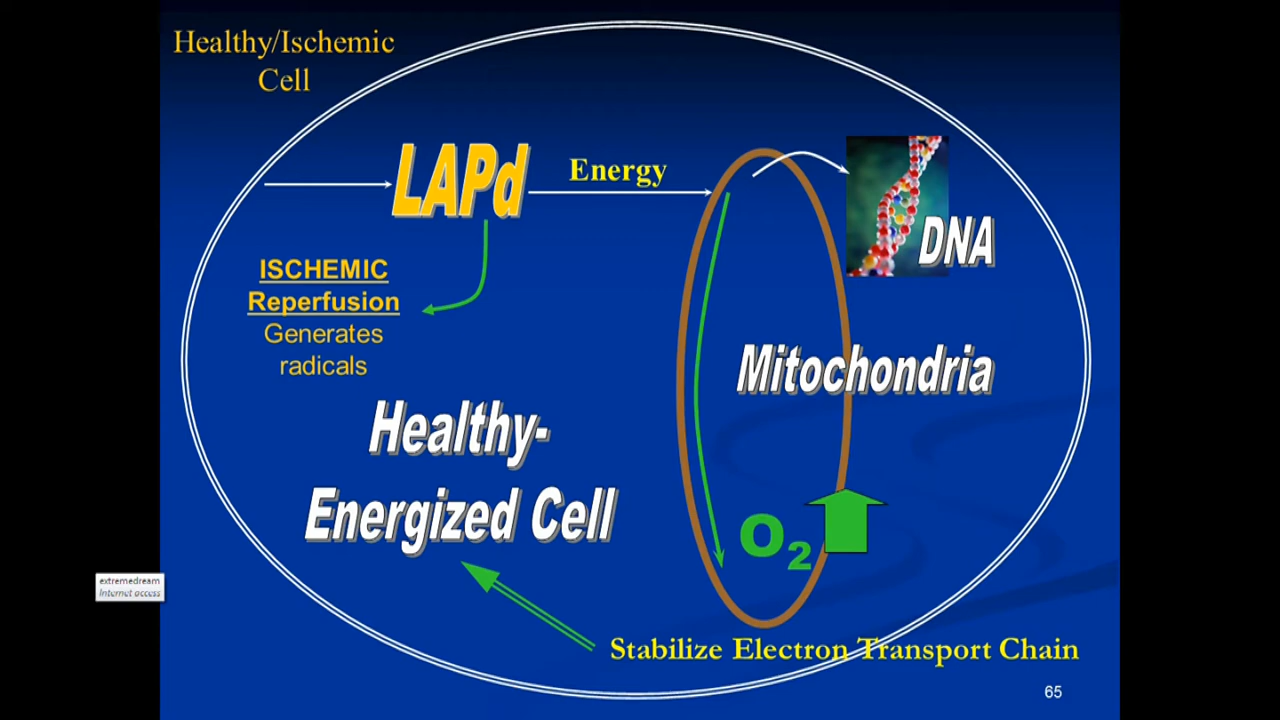 Healthy/Ischemic
Cell
LAPd
Energy
DNA
ISCHEMIC
Reperfusion
Generates
radicals
Mitochondria
Healthy-
Energized Cell
O₂
extremedream
Internet access
Stabilize Electron Transport Chain
65